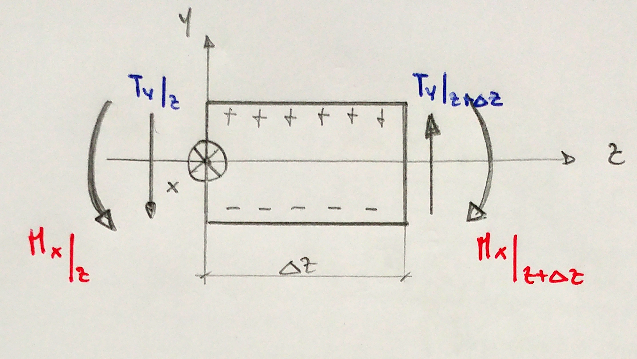 y
Ty|z
Ty|z+Δz
+ + + + + +
z
x
- - - - -
Mx|z
Mx|z+Δz
Δz